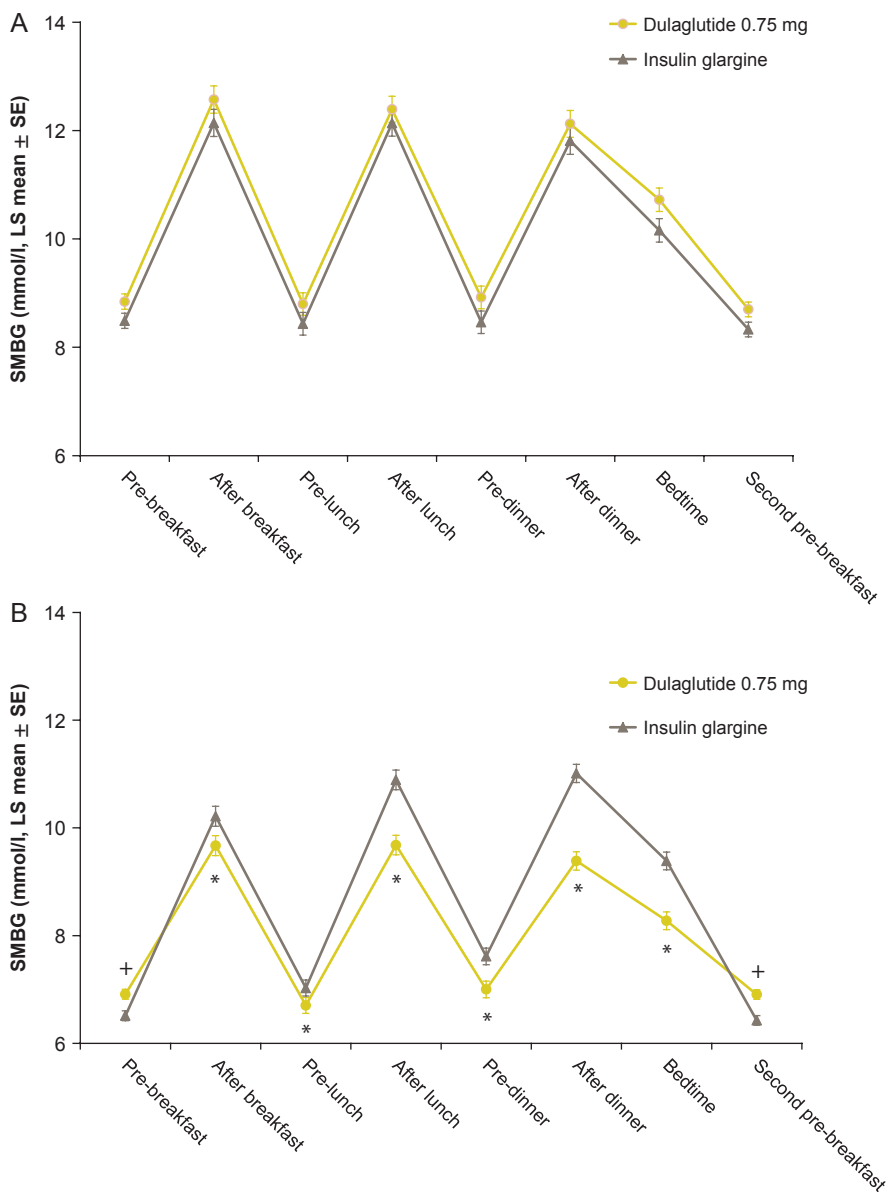 A
14
12
10
8
6
SMBG (mmol/l, LS mean ± SE)
Dulaglutide 0.75 mg
Insulin glargine
Pre-breakfast
After breakfast
Pre-lunch
After lunch
Pre-dinner
After dinner
Bedtime
Second pre-breakfast
B
14
12
10
8
6
SMBG (mmol/l, LS mean ± SE)
Dulaglutide 0.75 mg
Insulin glargine
+
*
*
*
*
*
*
+
Pre-breakfast
After breakfast
Pre-lunch
After lunch
Pre-dinner
After dinner
Bedtime
Second pre-breakfast